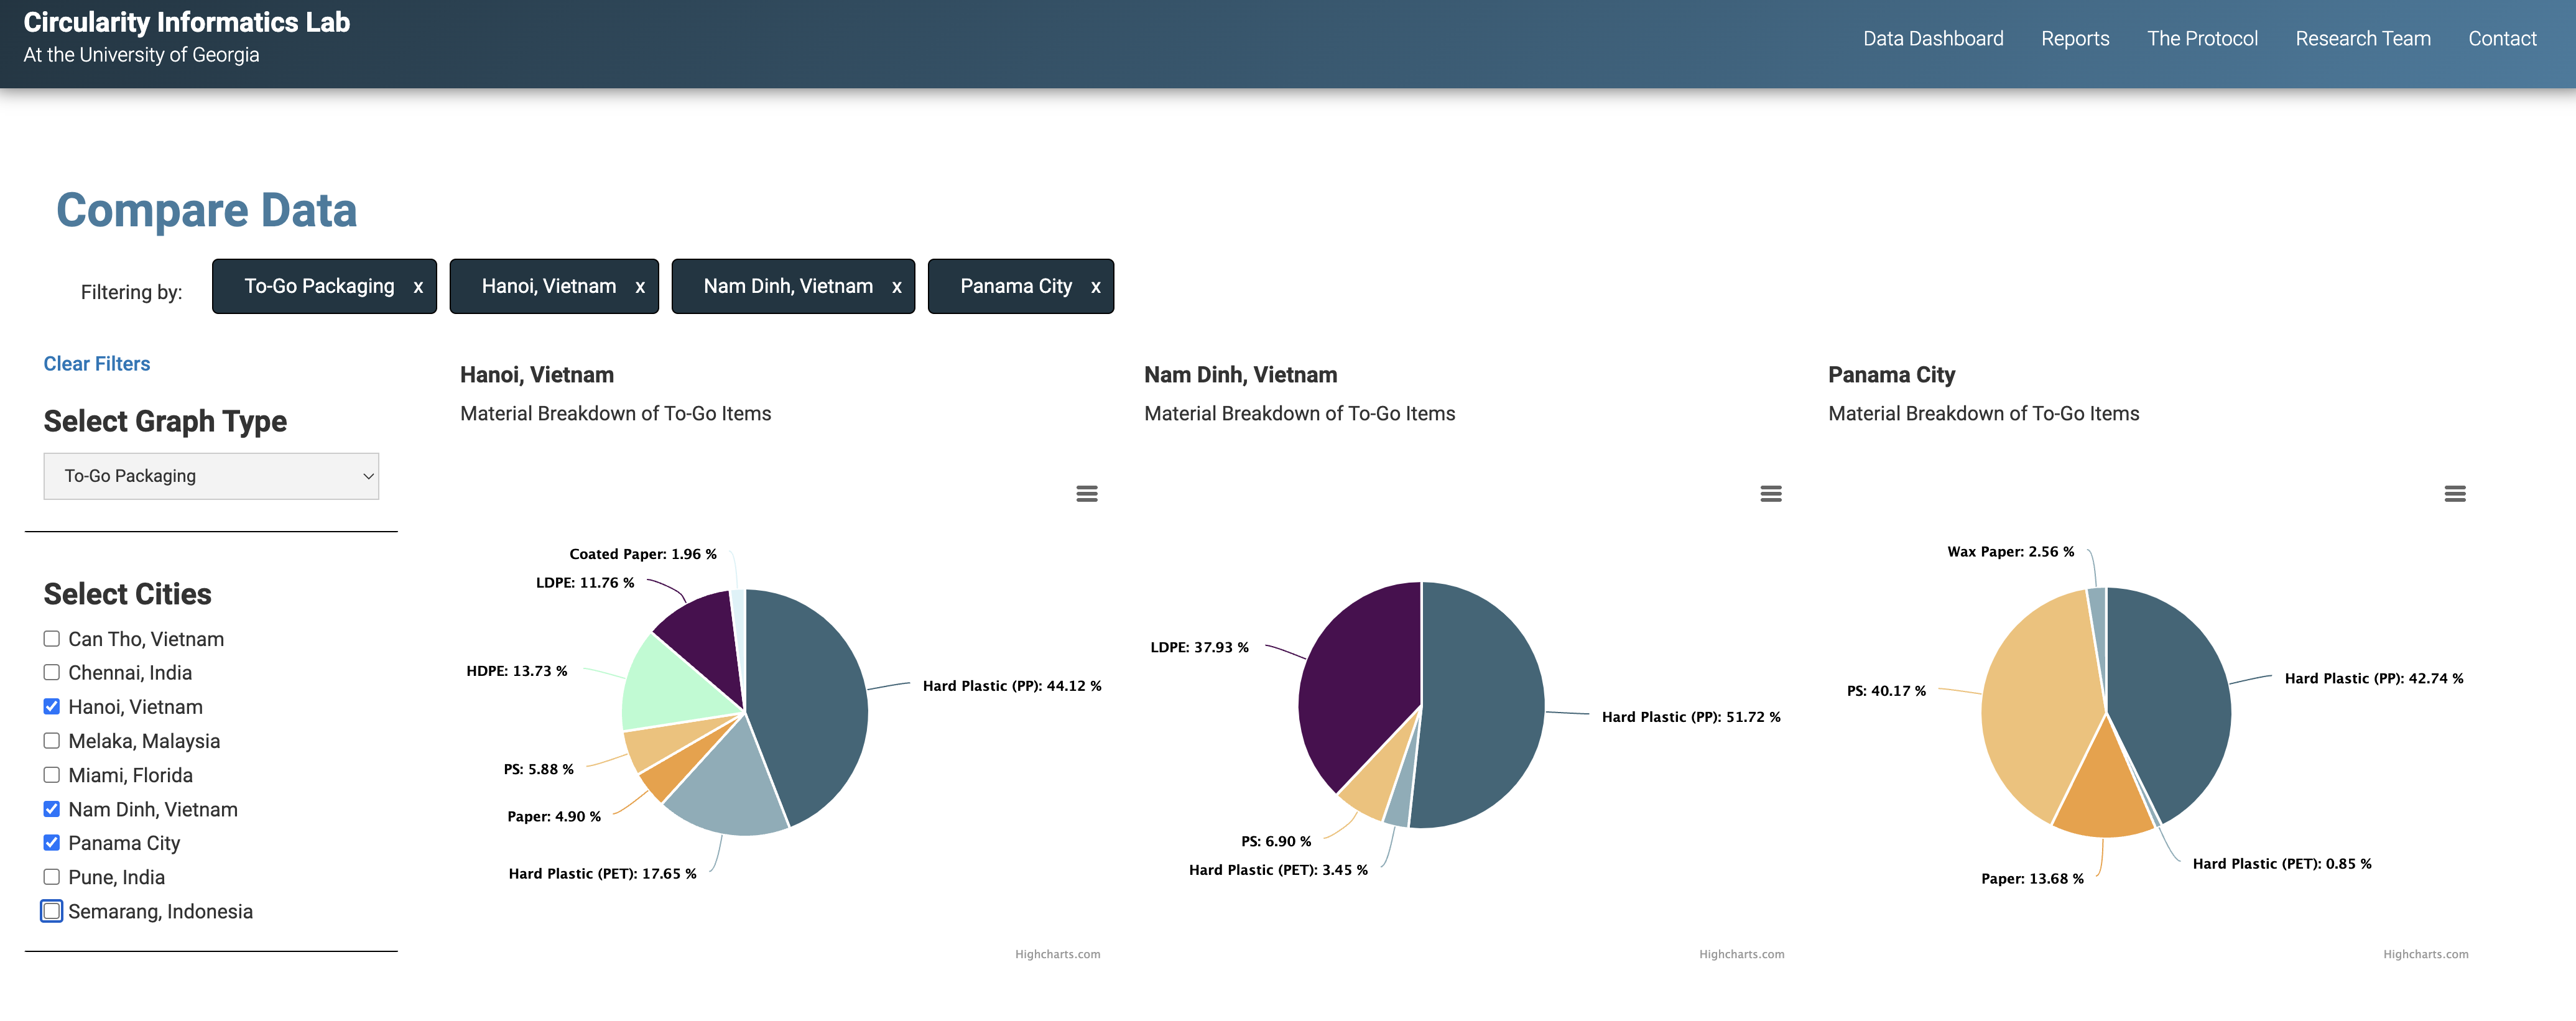 Circularity Informatics Lab
At the University of Georgia
Data Dashboard
Reports
The Protocol
Research Team
Contact
Compare Data
Filtering by:
To-Go Packaging x
Hanoi, Vietnam x
Nam Dinh, Vietnam x
Panama City x
Clear Filters
Select Graph Type
To-Go Packaging
Select Cities
Can Tho, Vietnam
Chennai, India
Hanoi, Vietnam
Melaka, Malaysia
Miami, Florida
Nam Dinh, Vietnam
Panama City
Pune, India
Semarang, Indonesia
Hanoi, Vietnam
Material Breakdown of To-Go Items
Coated Paper: 1.96 %
LDPE: 11.76 %
HDPE: 13.73 %
Hard Plastic (PP): 44.12 %
PS: 5.88 %
Paper: 4.90 %
Hard Plastic (PET): 17.65 %
Highcharts.com
Nam Dinh, Vietnam
Material Breakdown of To-Go Items
LDPE: 37.93 %
Hard Plastic (PP): 51.72 %
PS: 6.90 %
Hard Plastic (PET): 3.45 %
Highcharts.com
Panama City
Material Breakdown of To-Go Items
Wax Paper: 2.56 %
Hard Plastic (PP): 42.74 %
PS: 40.17 %
Hard Plastic (PET): 0.85 %
Paper: 13.68 %
Highcharts.com